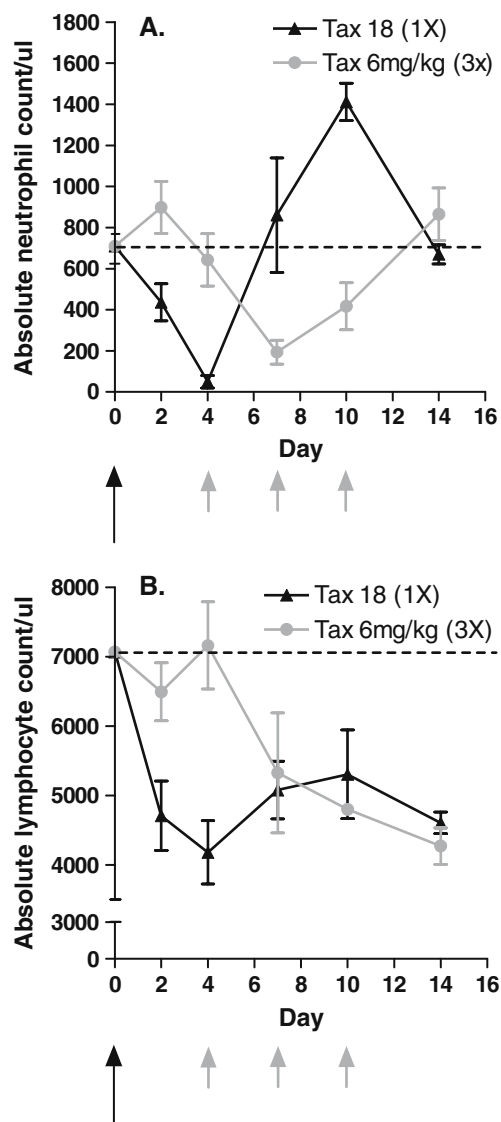 A.
Tax 18 (1X)
Tax 6mg/kg (3x)
Absolute neutrophil count/ul
1800
1600
1400
1200
1000
800
600
400
200
0
0 2 4 6 8 10 12 14 16
Day
B.
Tax 18 (1X)
Tax 6mg/kg (3X)
Absolute lymphocyte count/ul
8000
7000
6000
5000
4000
3000
0
0 2 4 6 8 10 12 14 16
Day